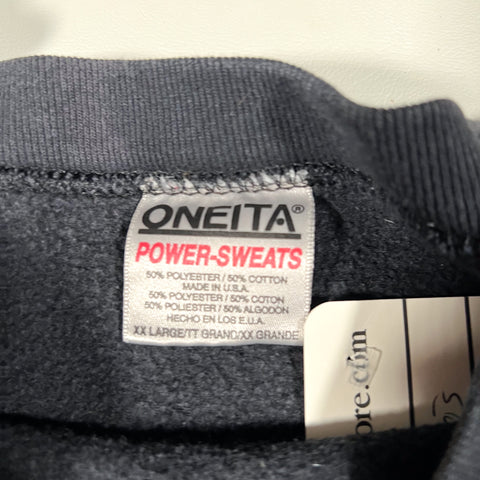 ONEITA®
POWER-SWEATS
50% POLYESTER / 50% COTTON
MADE IN U.S.A.
50% POLYESTER / 50% COTON
50% POLIESTER / 50% ALGODON
HECHO EN LOS E.U.A.
XX LARGE/TT GRAND/XX GRANDE
ore.com